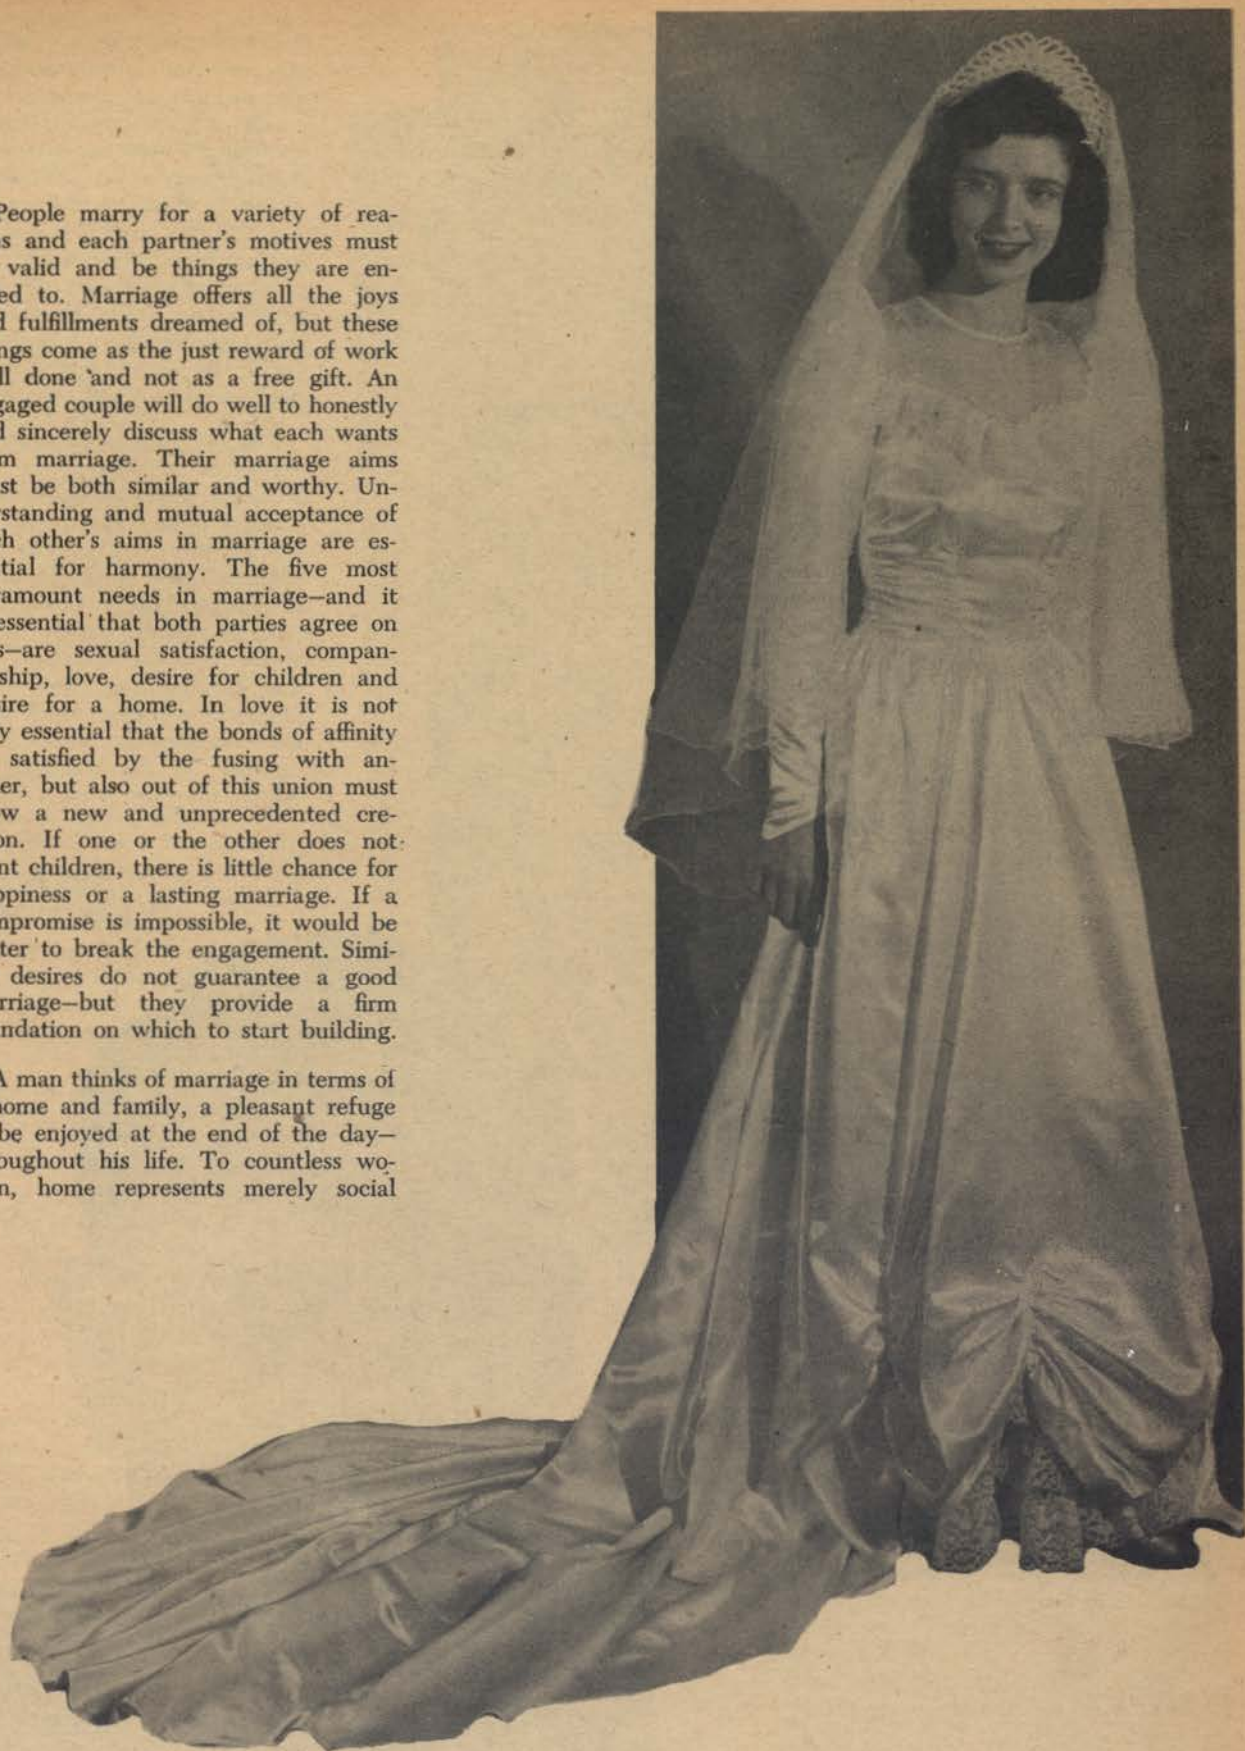 People marry for a variety of rea-
s and each partner's motives must
valid and be things they are en-
ed to. Marriage offers all the joys
d fulfillments dreamed of, but these
ngs come as the just reward of work
ll done and not as a free gift. An
gaged couple will do well to honestly
d sincerely discuss what each wants
m marriage. Their marriage aims
st be both similar and worthy. Un-
standing and mutual acceptance of
h other's aims in marriage are es-
tial for harmony. The five most
amount needs in marriage—and it
essential that both parties agree on
s—are sexual satisfaction, compan-
ship, love, desire for children and
ire for a home. In love it is not
y essential that the bonds of affinity
satisfied by the fusing with an-
er, but also out of this union must
w a new and unprecedented cre-
on. If one or the other does not
nt children, there is little chance for
ppiness or a lasting marriage. If a
mpromise is impossible, it would be
ter to break the engagement. Simi-
desires do not guarantee a good
rriage—but they provide a firm
ndation on which to start building.
A man thinks of marriage in terms of
home and family, a pleasant refuge
be enjoyed at the end of the day—
oughout his life. To countless wo-
n, home represents merely social